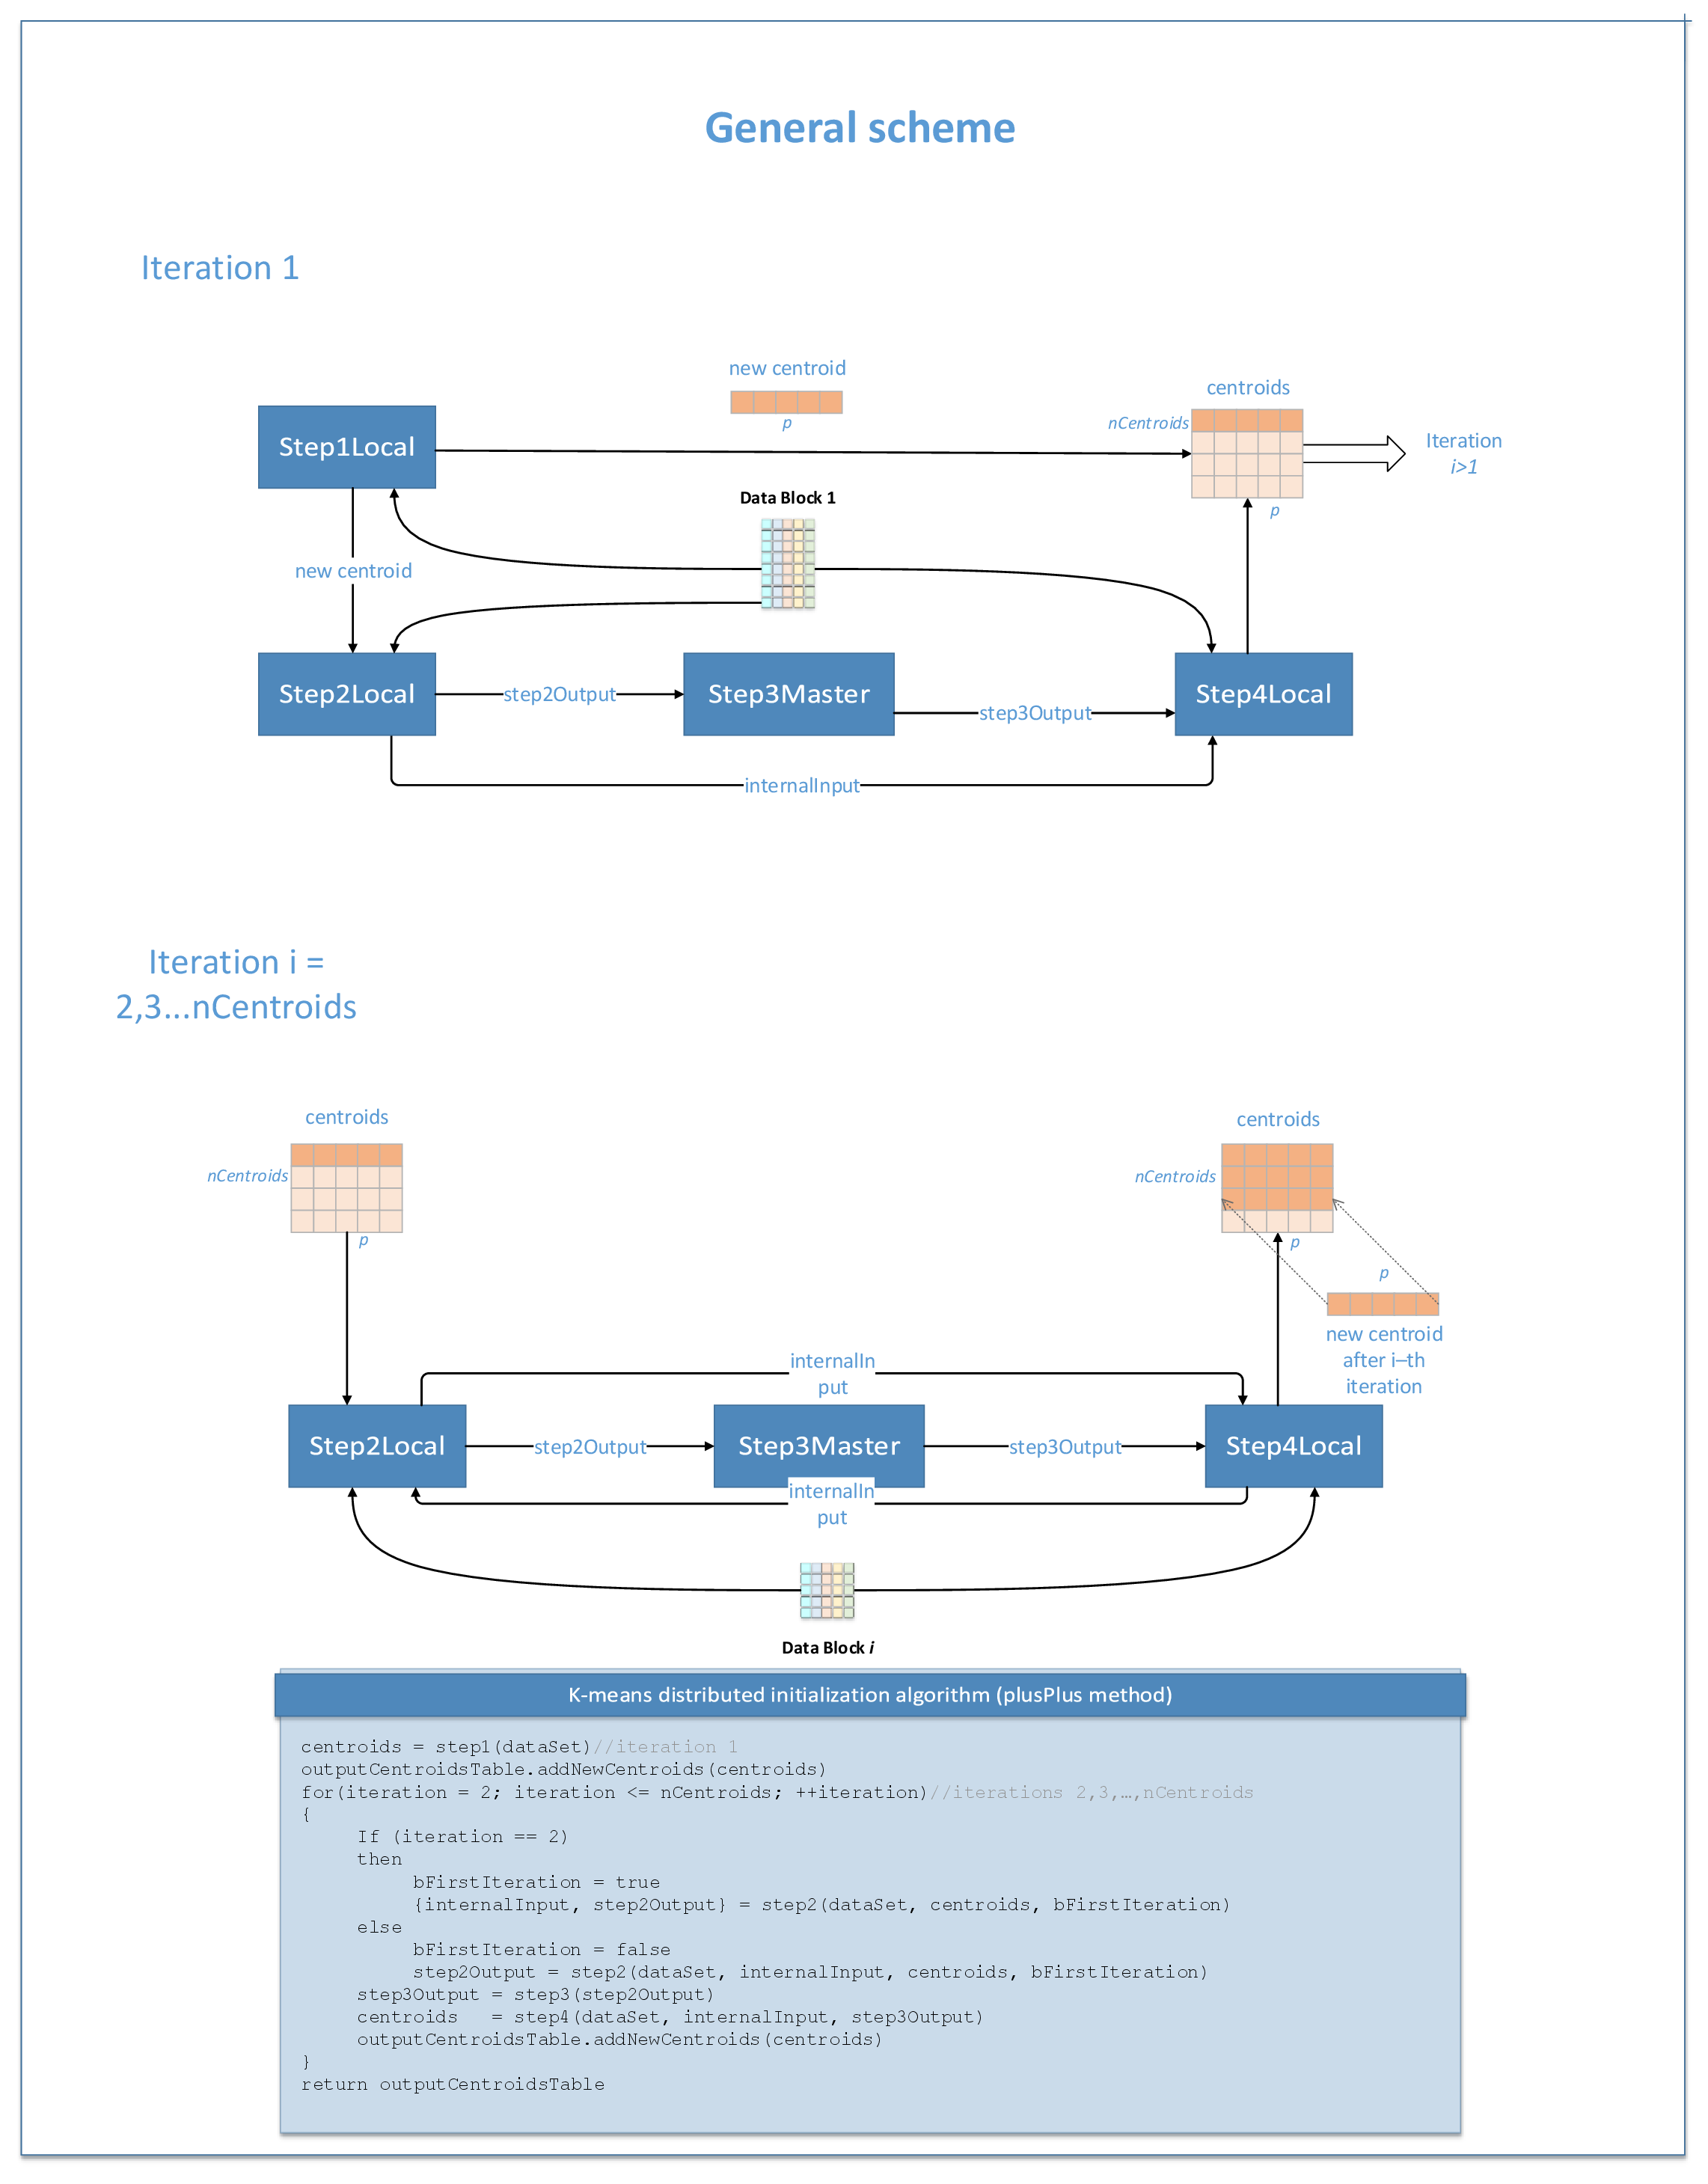 General scheme
Iteration 1
new centroid
p
centroids
nCentroids
p
Iteration
i>1
Step1Local
Data Block 1
new centroid
Step2Local
step2Output
Step3Master
step3Output
Step4Local
internalInput
Iteration i =
2,3...nCentroids
centroids
nCentroids
p
centroids
nCentroids
p
p
new centroid
after i–th
iteration
internalIn
put
Step2Local
step2Output
Step3Master
step3Output
Step4Local
internalIn
put
Data Block i
K-means distributed initialization algorithm (plusPlus method)
centroids = step1(dataSet)//iteration 1
outputCentroidsTable.addNewCentroids(centroids)
for(iteration = 2; iteration <= nCentroids; ++iteration)//iterations 2,3,…,nCentroids
{
If (iteration == 2)
then
bFirstIteration = true
{internalInput, step2Output} = step2(dataSet, centroids, bFirstIteration)
else
bFirstIteration = false
step2Output = step2(dataSet, internalInput, centroids, bFirstIteration)
step3Output = step3(step2Output)
centroids   = step4(dataSet, internalInput, step3Output)
outputCentroidsTable.addNewCentroids(centroids)
}
return outputCentroidsTable